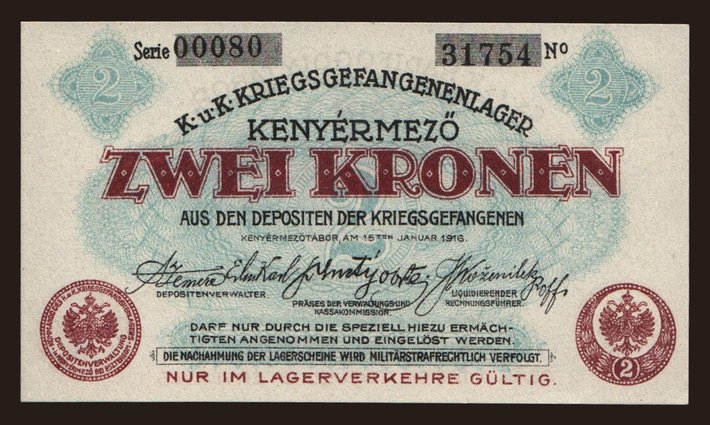 Serie 00080 31754 No
2 2
K.u.K. KRIEGSGEFANGENENLAGER
KENYÉRMEZŐ
ZWEI KRONEN
2
AUS DEN DEPOSITEN DER KRIEGSGEFANGENEN
KENYÉRMEZŐTÁBOR, AM 15TEN JANUAR 1916.
DEPOSITENVERWALTER
PRÄSES DER VERWALTUNGS UND
KASSAKOMMISSION.
LIQUIDIERENDER
RECHNUNGSFÜHRER.
DARF NUR DURCH DIE SPEZIELL HIEZU ERMÄCH-
TIGTEN ANGENOMMEN UND EINGELÖST WERDEN.
DIE NACHAHMUNG DER LAGERSCHEINE WIRD MILITÄRSTRAFRECHTLICH VERFOLGT.
NUR IM LAGERVERKEHRE GÜLTIG.
DEPOSITENVERWALTUNG
2